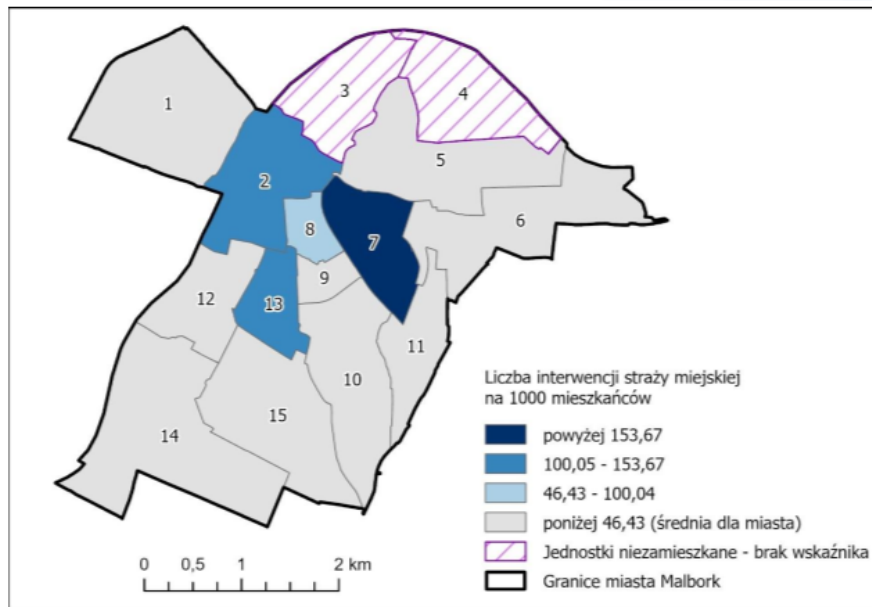 1
3
4
5
2
6
8
7
9
12
13
11
10
15
14
Liczba interwencji straży miejskiej
na 1000 mieszkańców
powyżej 153,67
100,05 - 153,67
46,43 - 100,04
poniżej 46,43 (średnia dla miasta)
Jednostki niezamieszkane - brak wskaźnika
Granice miasta Malbork
0 0,5 1 2 km